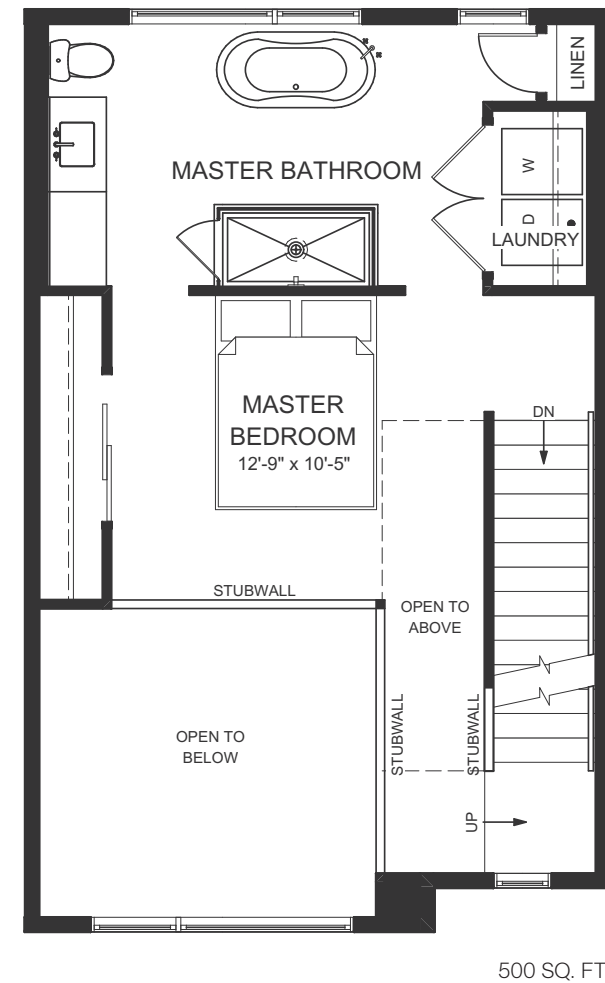 LINEN
MASTER BATHROOM
W
D
LAUNDRY
MASTER
BEDROOM
12'-9" x 10'-5"
DN
STUBWALL
OPEN TO
ABOVE
OPEN TO
BELOW
STUBWALL
STUBWALL
UP
500 SQ. FT